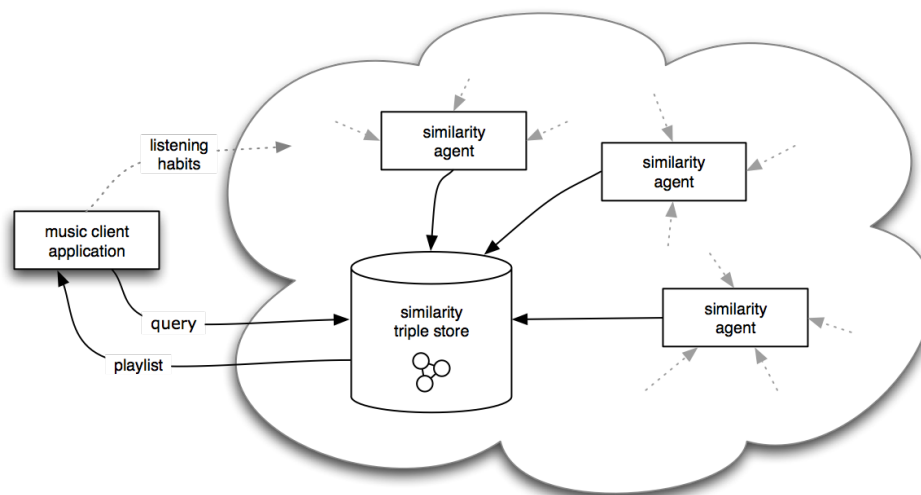 listening
habits
similarity
agent
similarity
agent
music client
application
similarity
triple store
similarity
agent
query
playlist